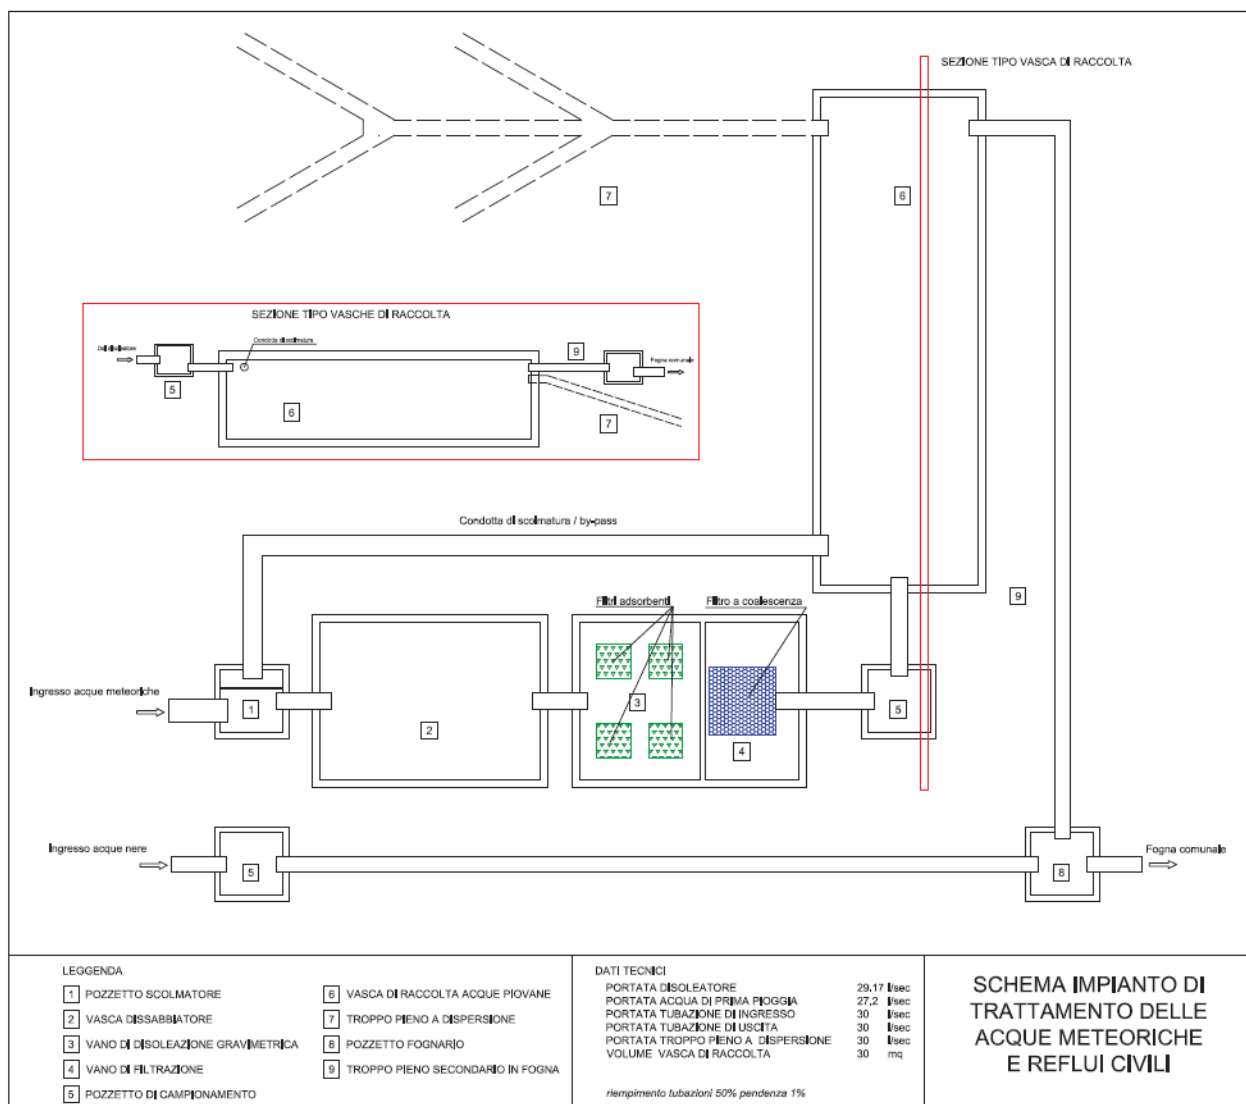 SEZIONE TIPO VASCA DI RACCOLTA
7
6
SEZIONE TIPO VASCHE DI RACCOLTA
Dal disoleatore
Condotta di scolmatura
9
Fogna comunale
5
6
7
Condotta di scolmatura / by-pass
Filtri adsorbenti
Filtro a coalescenza
9
Ingresso acque meteoriche
1
2
3
4
5
Ingresso acque nere
5
8
Fogna comunale
LEGGENDA
1 POZZETTO SCOLMATORE
2 VASCA DISSABBIATORE
3 VANO DI DISOLEAZIONE GRAVIMETRICA
4 VANO DI FILTRAZIONE
5 POZZETTO DI CAMPIONAMENTO
6 VASCA DI RACCOLTA ACQUE PIOVANE
7 TROPPO PIENO A DISPERSIONE
8 POZZETTO FOGNARIO
9 TROPPO PIENO SECONDARIO IN FOGNA
DATI TECNICI
PORTATA DISOLEATORE 29.17 l/sec
PORTATA ACQUA DI PRIMA PIOGGIA 27,2 l/sec
PORTATA TUBAZIONE DI INGRESSO 30 l/sec
PORTATA TUBAZIONE DI USCITA 30 l/sec
PORTATA TROPPO PIENO A DISPERSIONE 30 l/sec
VOLUME VASCA DI RACCOLTA 30 mq
riempimento tubazioni 50% pendenza 1%
SCHEMA IMPIANTO DI
TRATTAMENTO DELLE
ACQUE METEORICHE
E REFLUI CIVILI